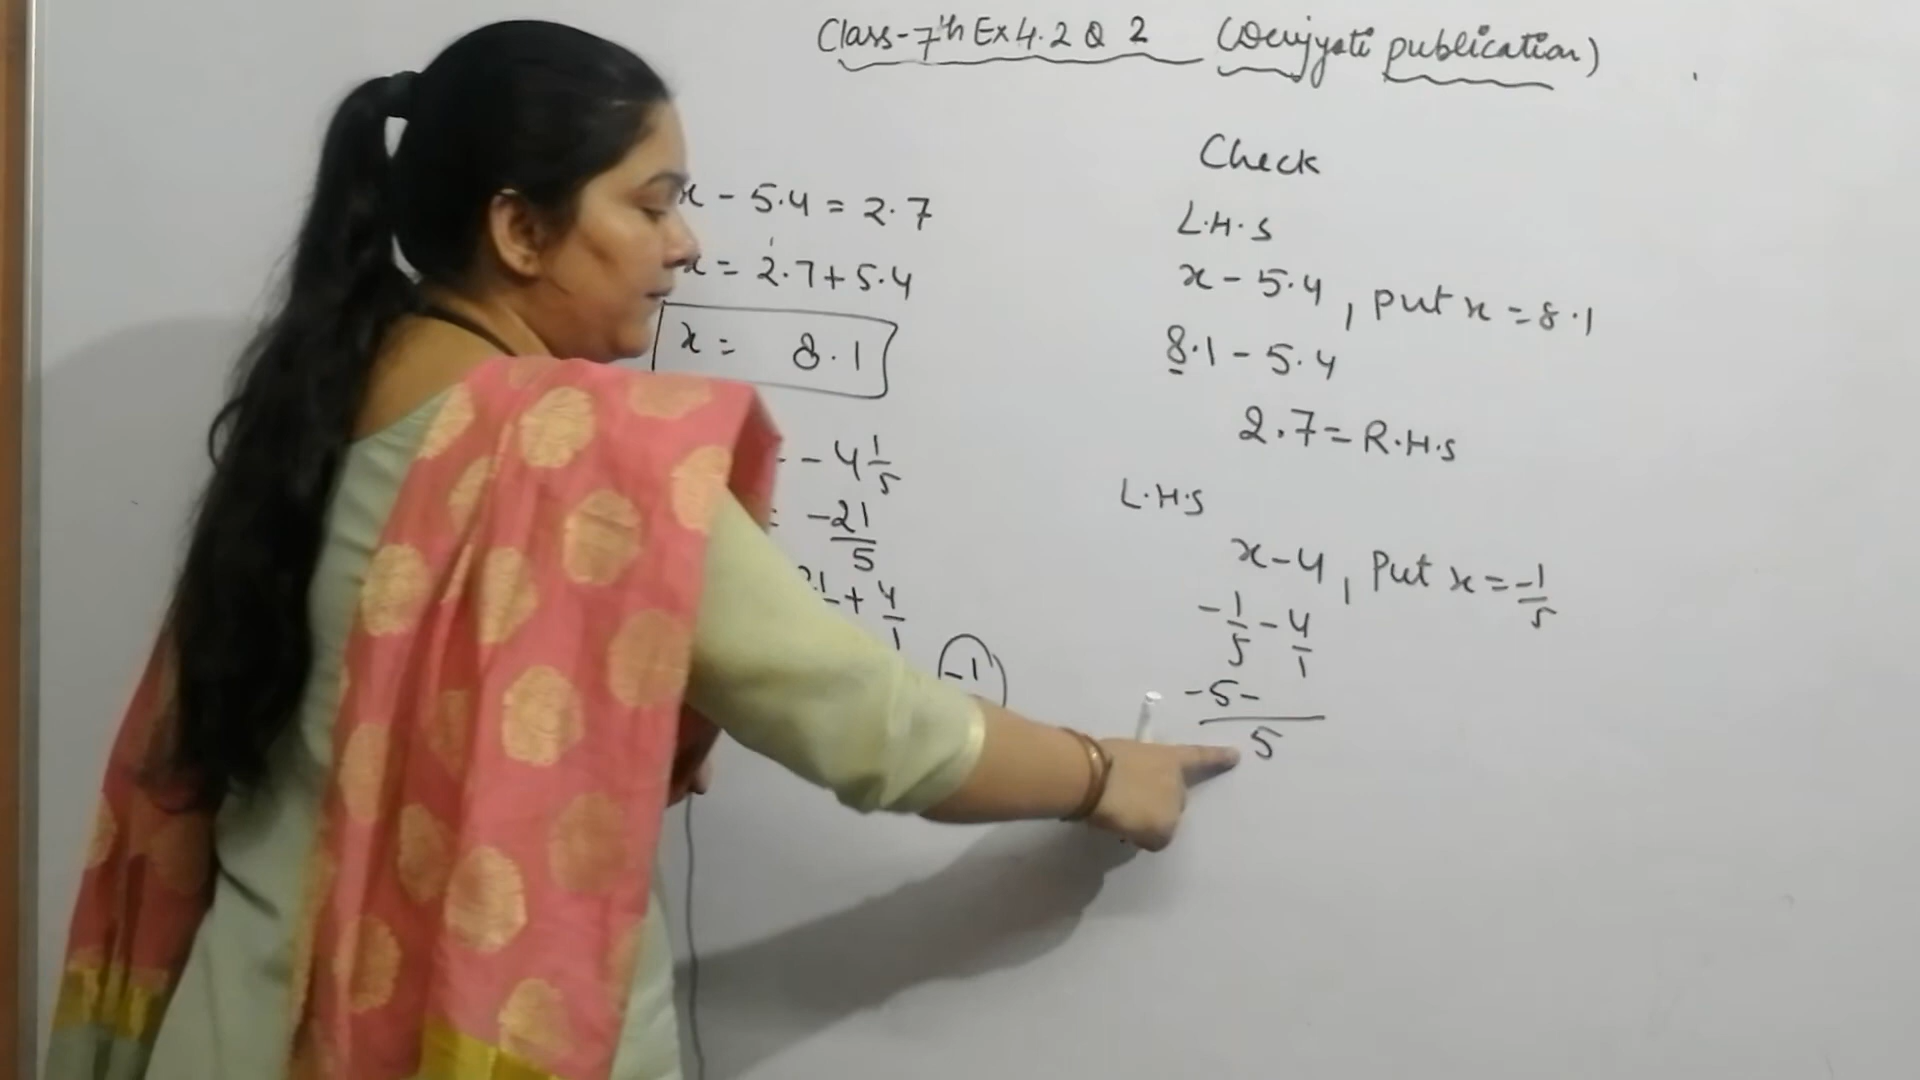 Class-7th Ex 4.2 Q 2 (Denjyoti publication)
x - 5.4 = 2.7
x = 2.7 + 5.4
x = 8.1
- 4 1/5
= -21/5
21 + 4/1
-1
Check
L.H.S
x - 5.4, put x = 8.1
8.1 - 5.4
2.7 = R.H.S
L.H.S
x - 4, Put x = -1/5
-1/5 - 4/1
-5-
5